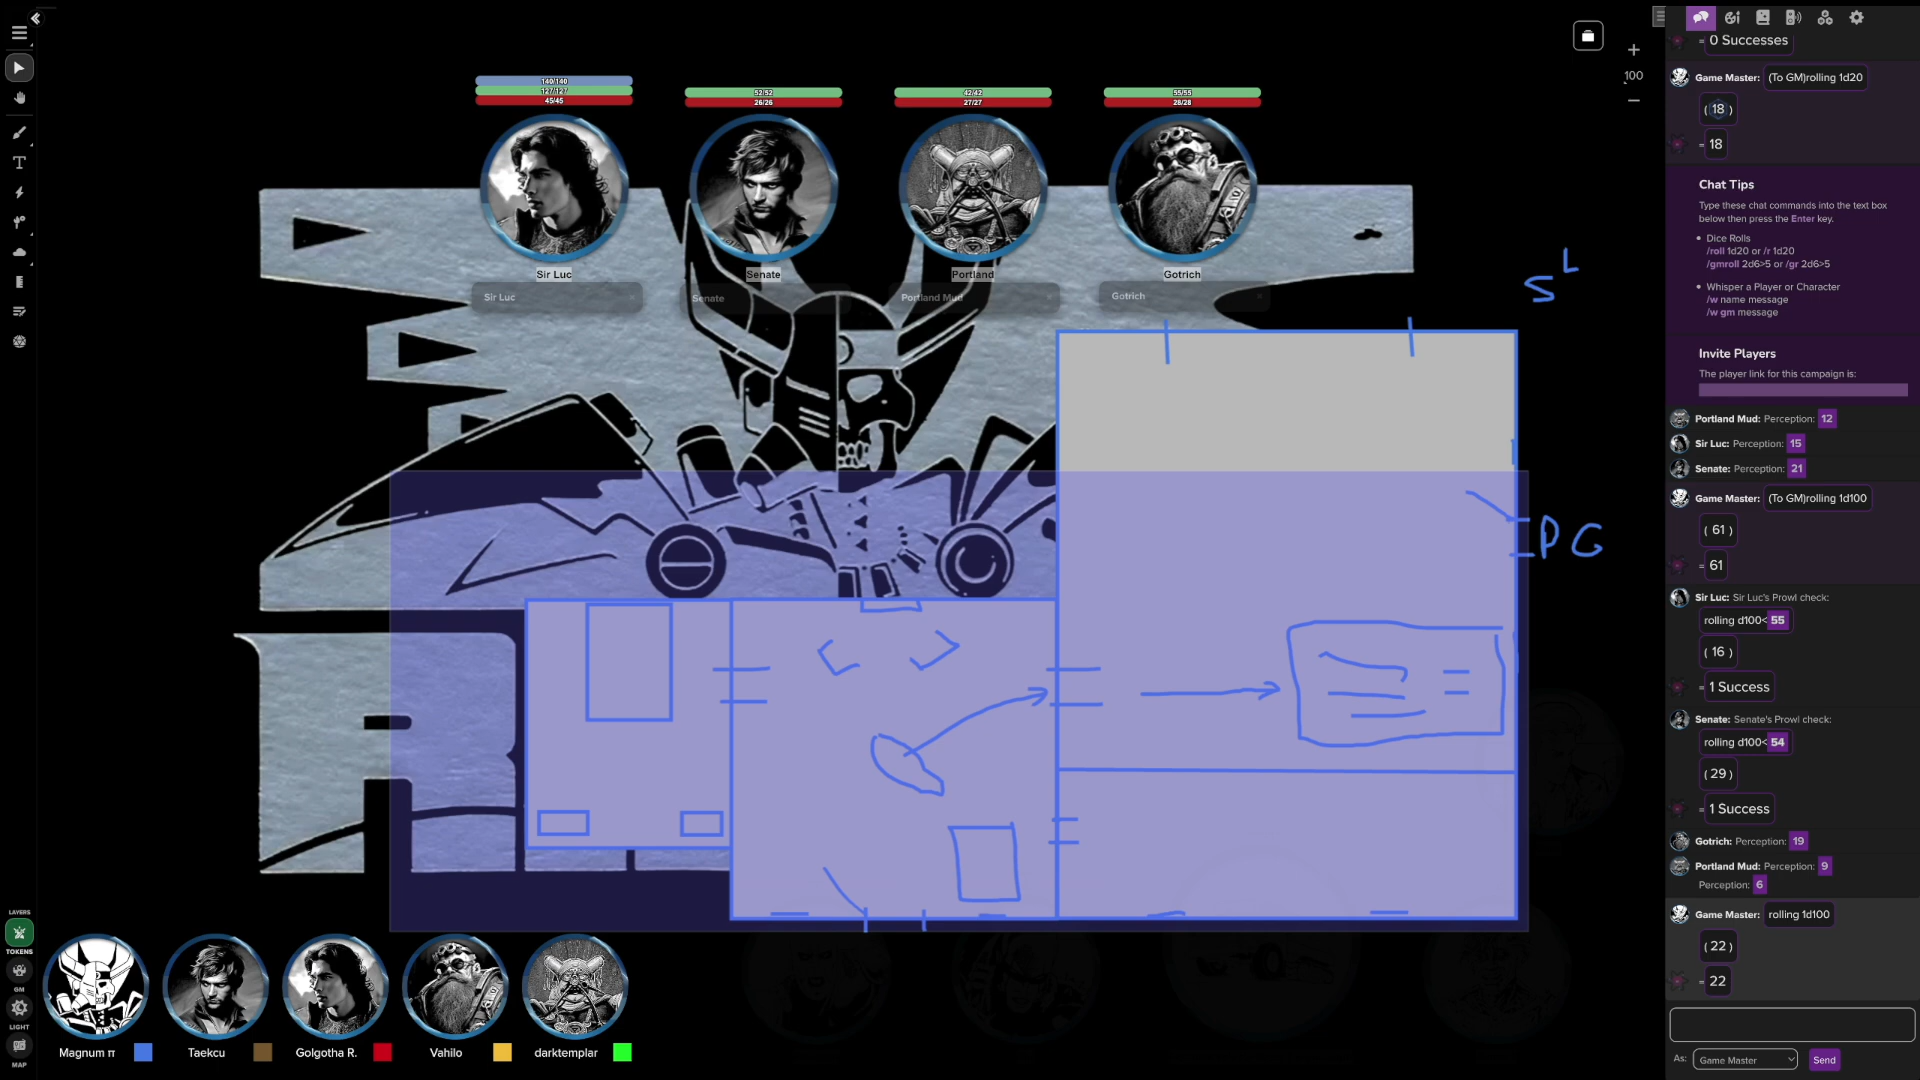 100
140/140
127/127
45/45
52/52
26/26
42/42
27/27
55/55
28/28
Sir Luc
Senate
Portland
Gotrich
Sir Luc
Senate
Portland Mud
Gotrich
S L
P G
LAYERS
TOKENS
GM
LIGHT
MAP
Magnum
Taekcu
Golgotha R.
Vahilo
darktemplar
= 0 Successes
Game Master: (To GM)rolling 1d20
( 18 )
= 18
Chat Tips
Type these chat commands into the text box
below then press the Enter key.
• Dice Rolls
/roll 1d20 or /r 1d20
/gmroll 2d6>5 or /gr 2d6>5
• Whisper a Player or Character
/w name message
/w gm message
Invite Players
The player link for this campaign is:
Portland Mud: Perception: 12
Sir Luc: Perception: 15
Senate: Perception: 21
Game Master: (To GM)rolling 1d100
( 61 )
= 61
Sir Luc: Sir Luc's Prowl check:
rolling d100< 55
( 16 )
= 1 Success
Senate: Senate's Prowl check:
rolling d100< 54
( 29 )
= 1 Success
Gotrich: Perception: 19
Portland Mud: Perception: 9
Perception: 6
Game Master: rolling 1d100
( 22 )
= 22
As: Game Master Send